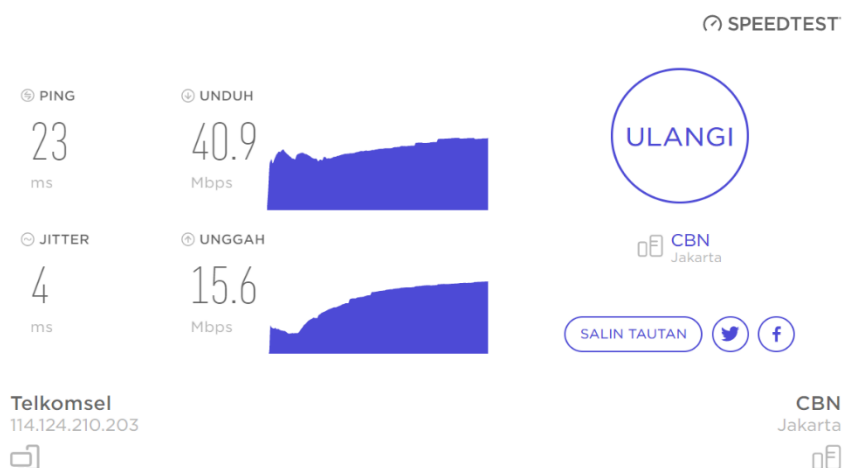 SPEEDTEST
PING
23
ms
UNDUH
40.9
Mbps
JITTER
4
ms
UNGGAH
15.6
Mbps
ULANGI
CBN
Jakarta
SALIN TAUTAN
Telkomsel
114.124.210.203
CBN
Jakarta